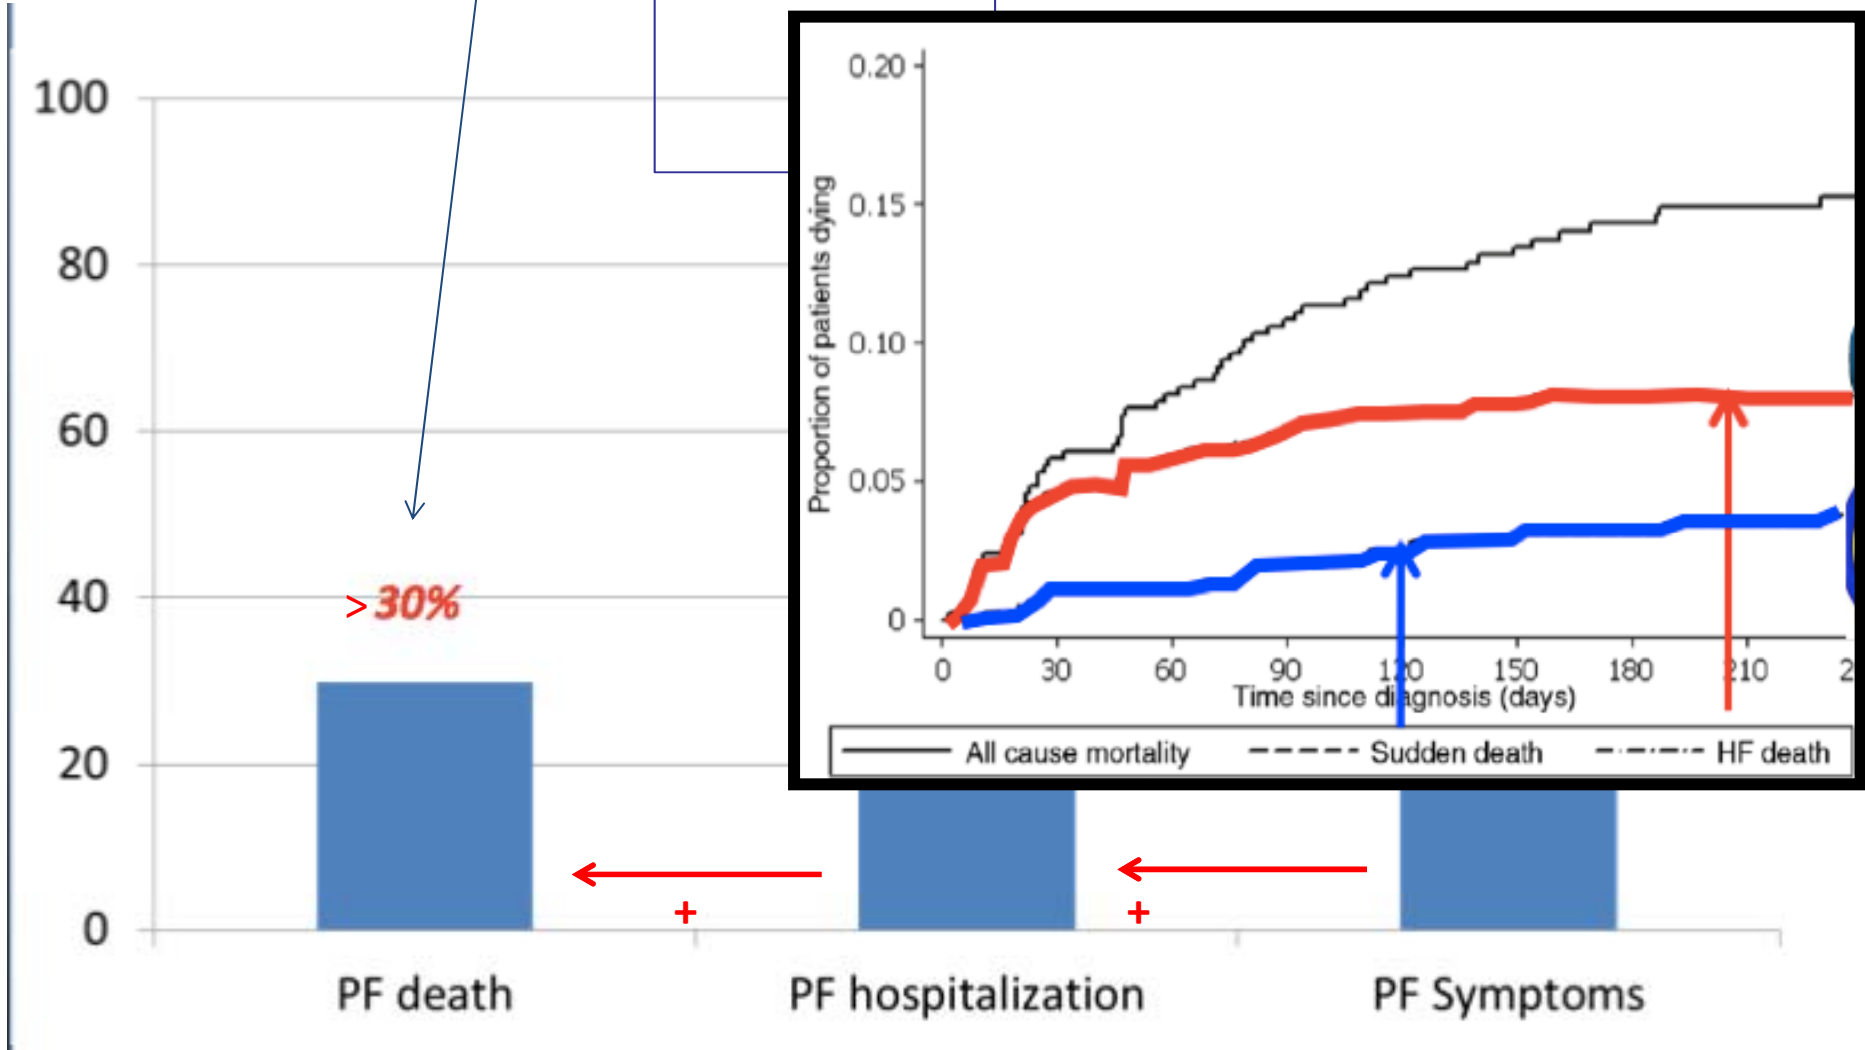 100
80
60
40
20
0
> 30%
PF death
PF hospitalization
PF Symptoms
+
+
Proportion of patients dying
0.20
0.15
0.10
0.05
0
0 30 60 90 120 150 180 210
Time since diagnosis (days)
All cause mortality Sudden death HF death